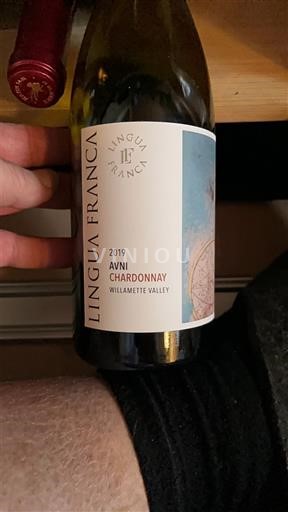 LINGUA FRANCA
LINGUA
LF
FRANCA
2019
AVNI
CHARDONNAY
WILLAMETTE VALLEY
VINIOU